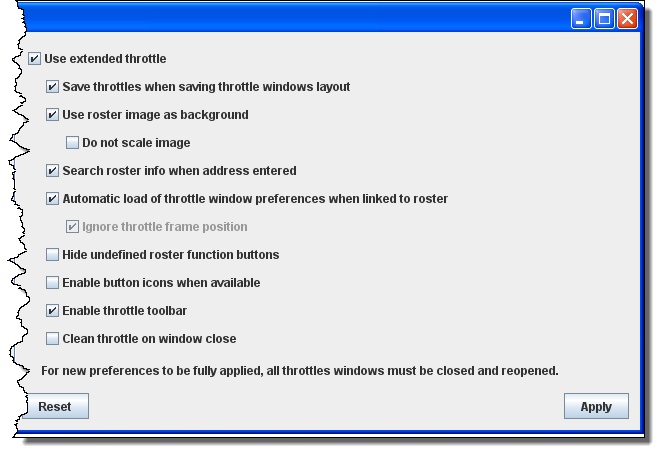 Use extended throttle
Save throttles when saving throttle windows layout
Use roster image as background
Do not scale image
Search roster info when address entered
Automatic load of throttle window preferences when linked to roster
Ignore throttle frame position
Hide undefined roster function buttons
Enable button icons when available
Enable throttle toolbar
Clean throttle on window close
For new preferences to be fully applied, all throttles windows must be closed and reopened.
Reset
Apply